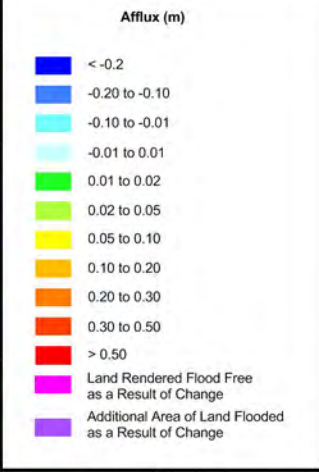 Afflux (m)
< -0.2
-0.20 to -0.10
-0.10 to -0.01
-0.01 to 0.01
0.01 to 0.02
0.02 to 0.05
0.05 to 0.10
0.10 to 0.20
0.20 to 0.30
0.30 to 0.50
> 0.50
Land Rendered Flood Free
as a Result of Change
Additional Area of Land Flooded
as a Result of Change